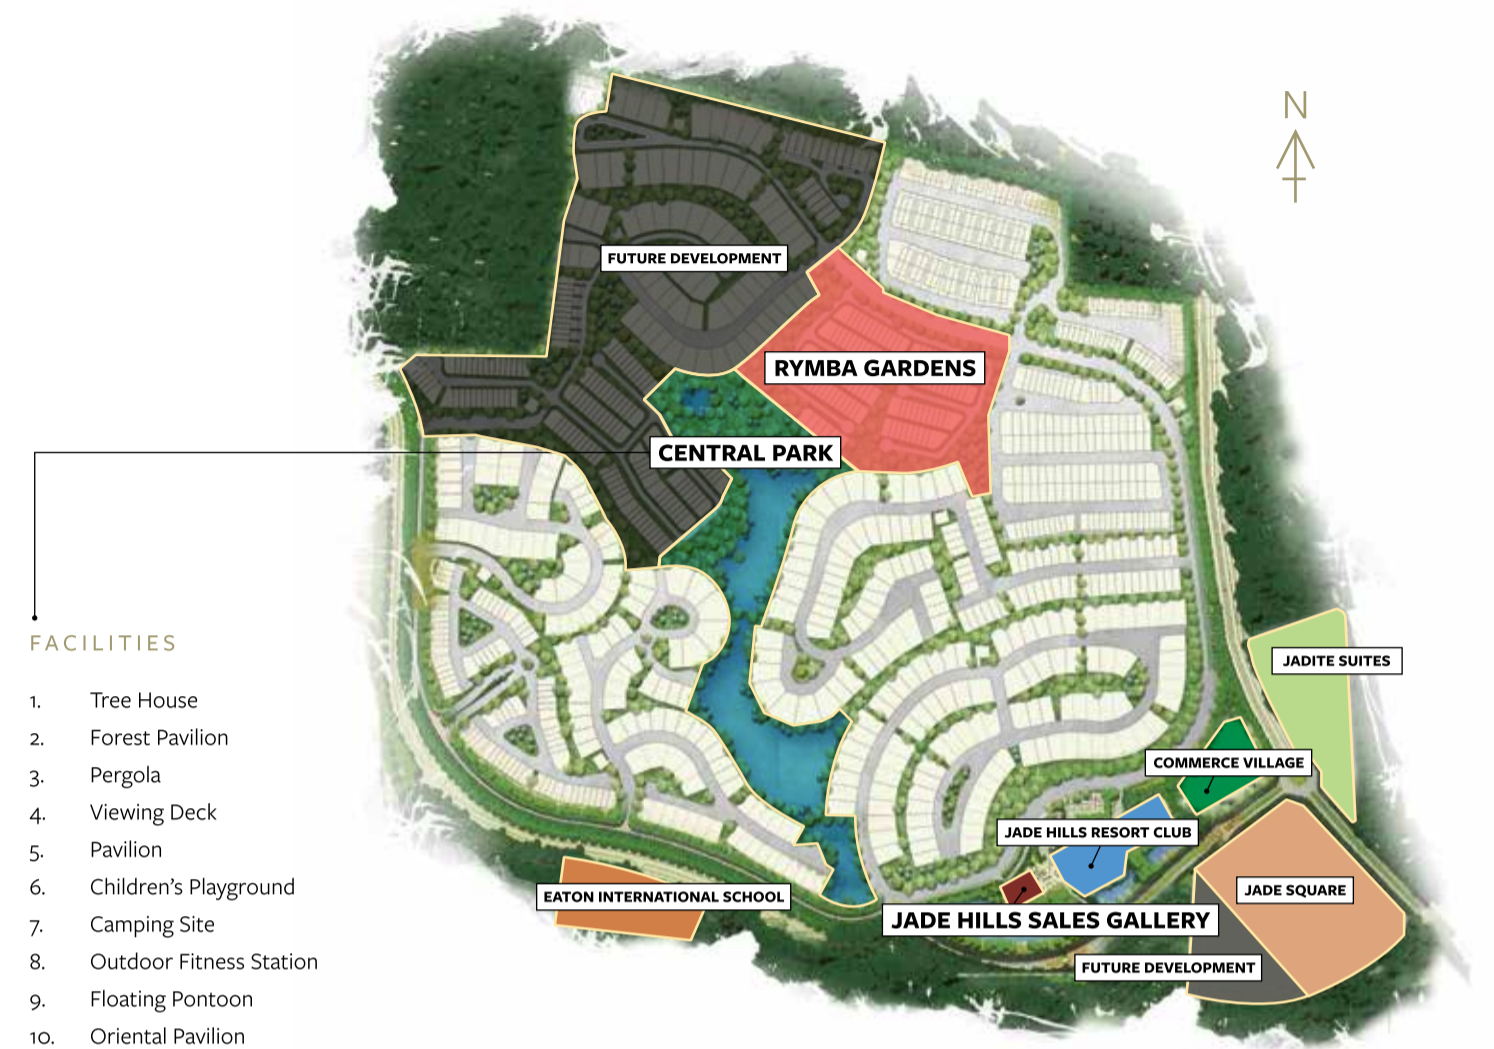 N
FUTURE DEVELOPMENT
RYMBA GARDENS
CENTRAL PARK
JADITE SUITES
COMMERCE VILLAGE
JADE HILLS RESORT CLUB
JADE SQUARE
EATON INTERNATIONAL SCHOOL
JADE HILLS SALES GALLERY
FUTURE DEVELOPMENT
FACILITIES
1. Tree House
2. Forest Pavilion
3. Pergola
4. Viewing Deck
5. Pavilion
6. Children’s Playground
7. Camping Site
8. Outdoor Fitness Station
9. Floating Pontoon
10. Oriental Pavilion